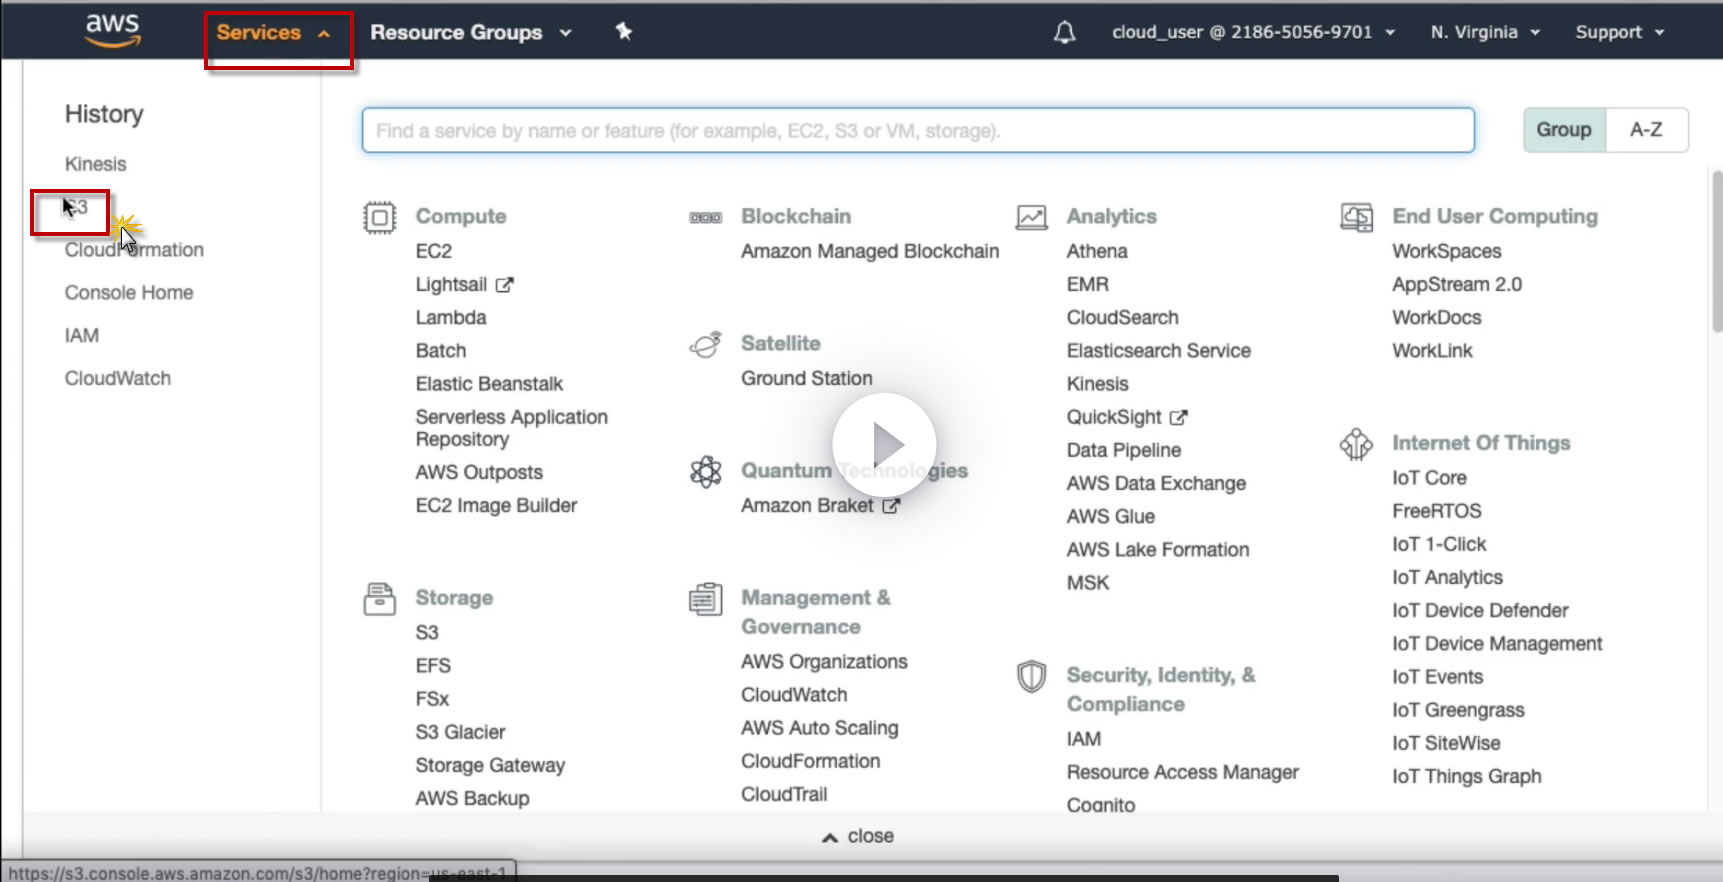 aws
Services
Resource Groups
cloud_user @ 2186-5056-9701
N. Virginia
Support
History
Kinesis
S3
CloudFormation
Console Home
IAM
CloudWatch
Find a service by name or feature (for example, EC2, S3 or VM, storage).
Group
A-Z
Compute
EC2
Lightsail
Lambda
Batch
Elastic Beanstalk
Serverless Application
Repository
AWS Outposts
EC2 Image Builder
Storage
S3
EFS
FSx
S3 Glacier
Storage Gateway
AWS Backup
Blockchain
Amazon Managed Blockchain
Satellite
Ground Station
Quantum Technologies
Amazon Braket
Management &
Governance
AWS Organizations
CloudWatch
AWS Auto Scaling
CloudFormation
CloudTrail
Analytics
Athena
EMR
CloudSearch
Elasticsearch Service
Kinesis
QuickSight
Data Pipeline
AWS Data Exchange
AWS Glue
AWS Lake Formation
MSK
Security, Identity, &
Compliance
IAM
Resource Access Manager
Cognito
End User Computing
WorkSpaces
AppStream 2.0
WorkDocs
WorkLink
Internet Of Things
IoT Core
FreeRTOS
IoT 1-Click
IoT Analytics
IoT Device Defender
IoT Device Management
IoT Events
IoT Greengrass
IoT SiteWise
IoT Things Graph
close
https://s3.console.aws.amazon.com/s3/home?region=us-east-1